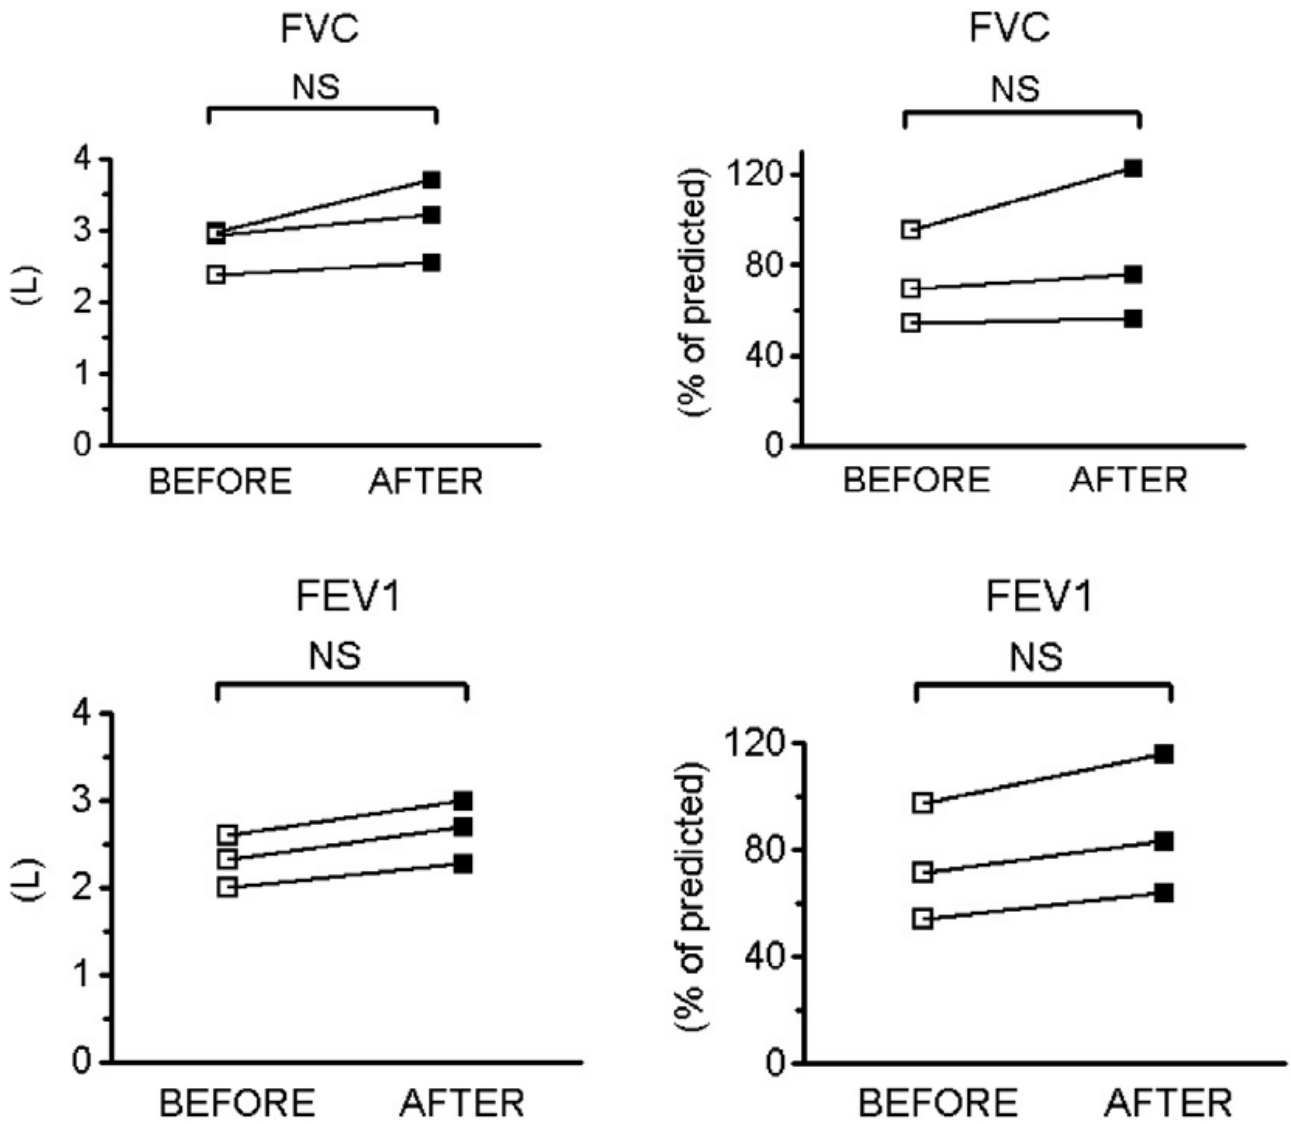 FVC
NS
4
3
2
1
0
(L)
BEFORE AFTER
FVC
NS
120
80
40
0
(% of predicted)
BEFORE AFTER
FEV1
NS
4
3
2
1
0
(L)
BEFORE AFTER
FEV1
NS
120
80
40
0
(% of predicted)
BEFORE AFTER